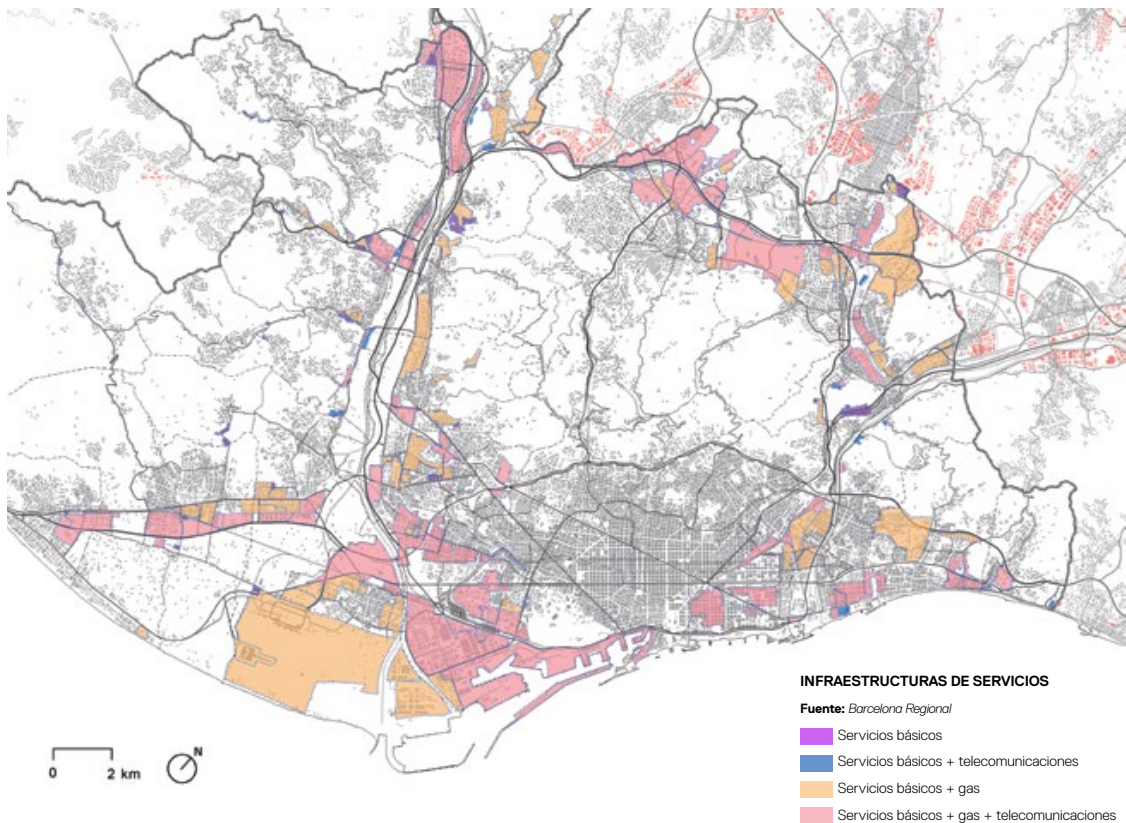 INFRAESTRUCTURAS DE SERVICIOS
Fuente: Barcelona Regional
Servicios básicos
Servicios básicos + telecomunicaciones
Servicios básicos + gas
Servicios básicos + gas + telecomunicaciones
0 2 km
N